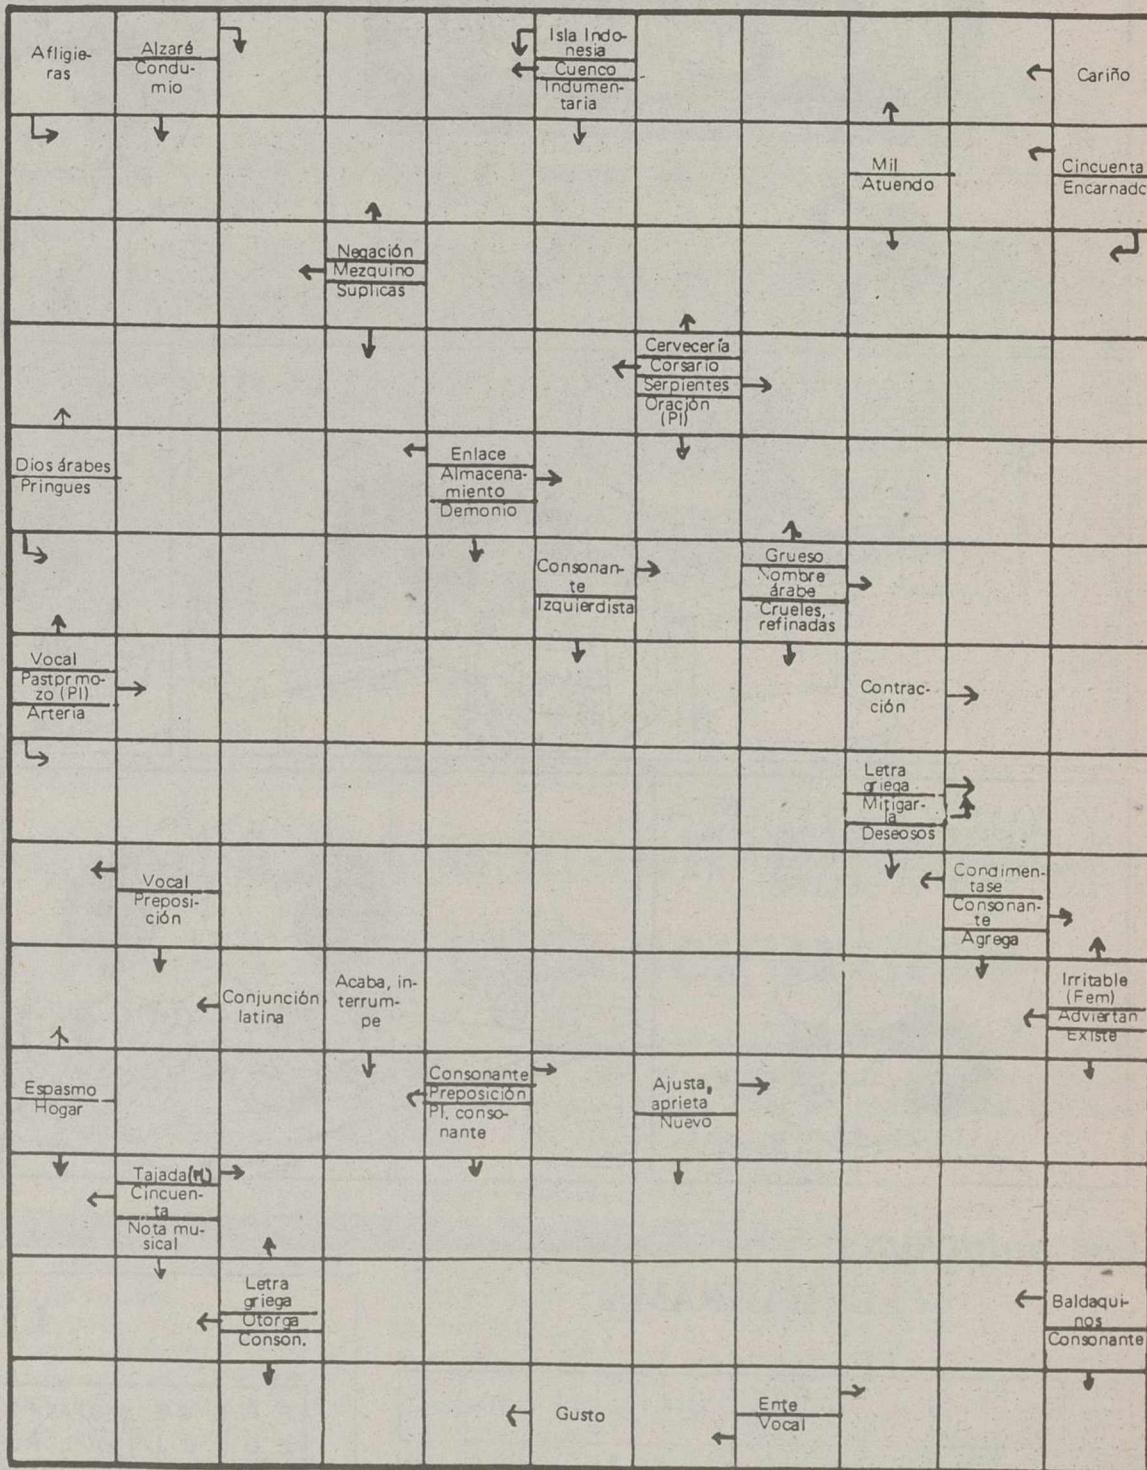 Afligie-
ras
Alzaré
Condu-
mio
Isla Indo-
nesia
Cuenco
Indumen-
taria
Cariño
Mil
Atuendo
Cincuenta
Encarnado
Negación
Mezquino
Suplicas
Cervecería
Corsario
Serpientes
Oración
(Pl)
Dios árabes
Pringues
Enlace
Almacena-
miento
Demonio
Consonan-
te
Izquierdista
Grueso
Nombre
árabe
Crueles,
refinadas
Vocal
Pastor mo-
zo (Pl)
Arteria
Contrac-
ción
Letra
griega
Mitigar-
la
Deseosos
Vocal
Preposi-
ción
Condimen-
tase
Consonan-
te
Agrega
Conjunción
latina
Acaba, in-
terrum-
pe
Irritable
(Fem)
Adviertan
Existe
Espasmo
Hogar
Consonante
Preposición
Pl. conso-
nante
Ajusta,
aprieta
Nuevo
Tajada(Pl)
Cincuen-
ta
Nota mu-
sical
Letra
griega
Otorga
Conson.
Baldaqui-
nos
Consonante
Gusto
Ente
Vocal